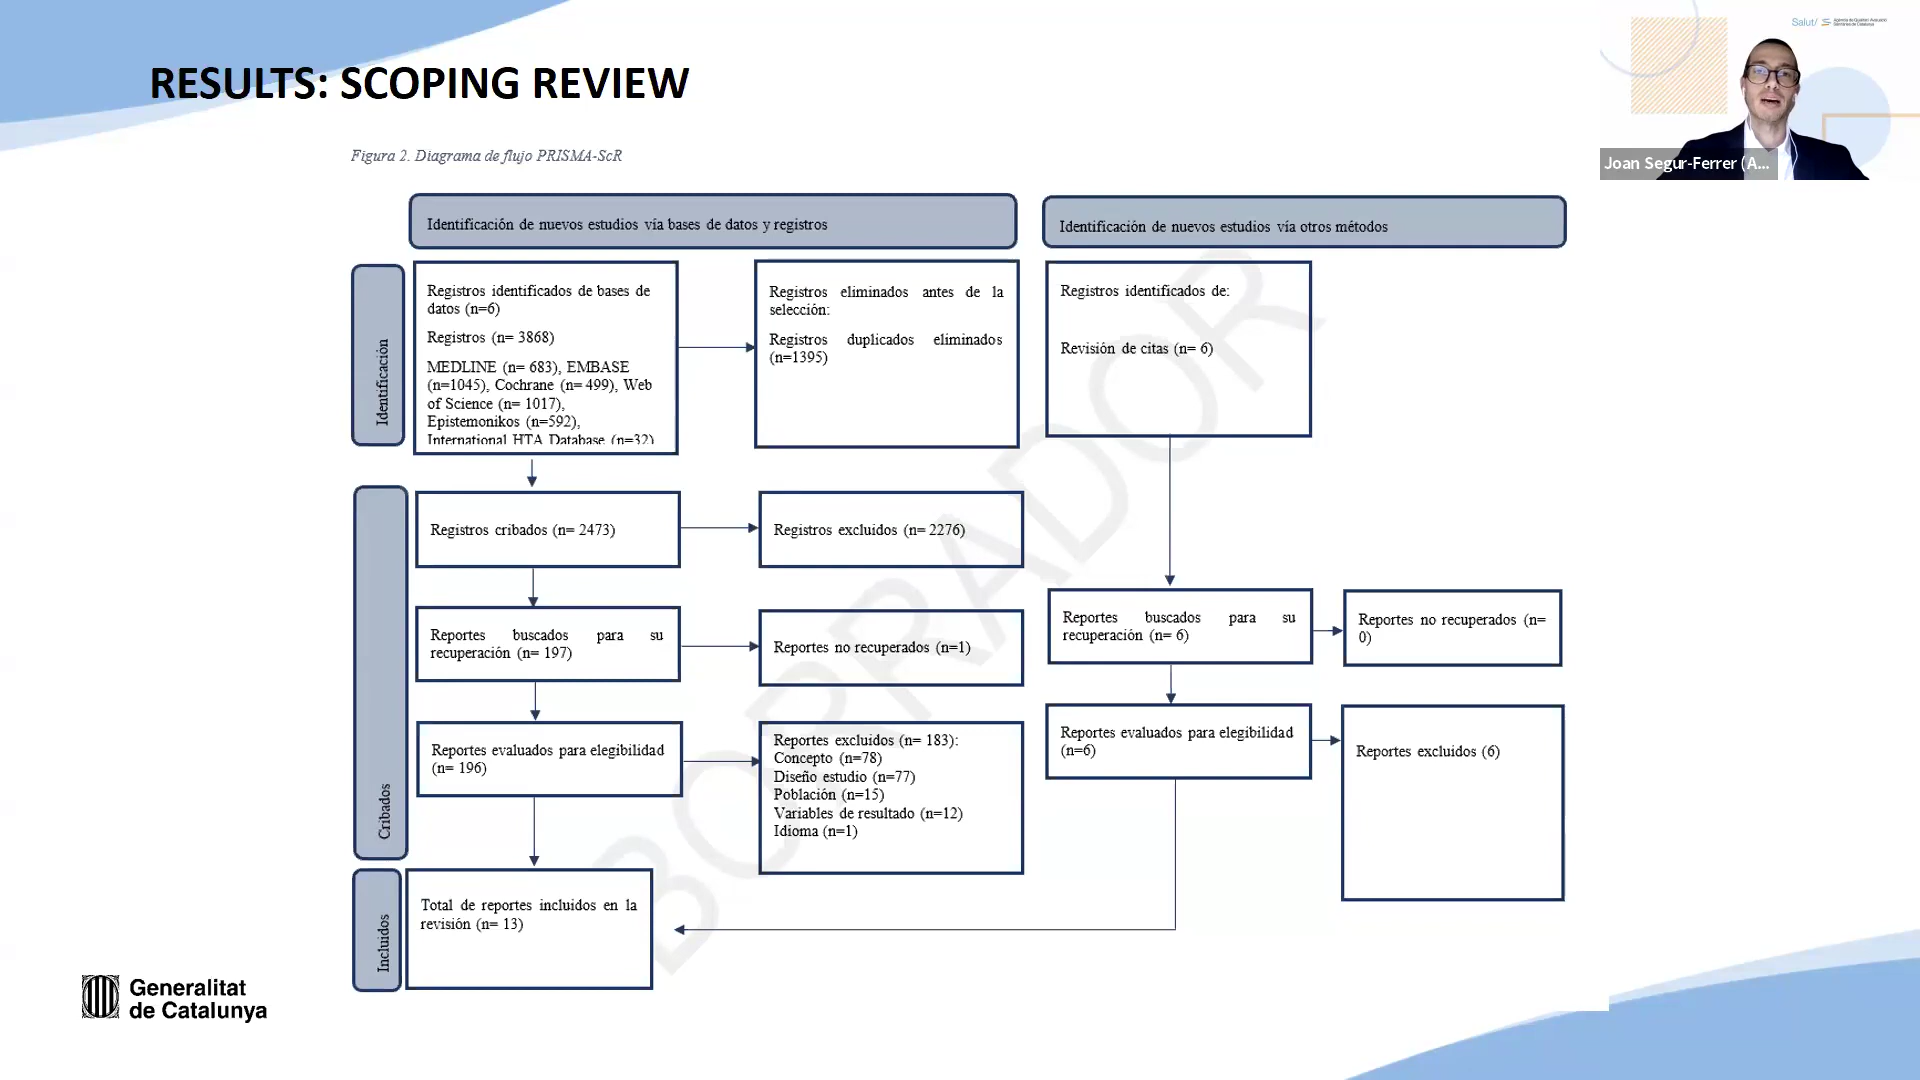 RESULTS: SCOPING REVIEW
Salut/
Joan Segur-Ferrer (A...
Figura 2. Diagrama de flujo PRISMA-ScR
Identificación de nuevos estudios vía bases de datos y registros
Identificación de nuevos estudios vía otros métodos
Identificación
Registros identificados de bases de
datos (n=6)
Registros (n= 3868)
MEDLINE (n= 683), EMBASE
(n=1045), Cochrane (n= 499), Web
of Science (n= 1017),
Epistemonikos (n=592),
International HTA Database (n=32)
Registros eliminados antes de la
selección:
Registros duplicados eliminados
(n=1395)
Registros identificados de:
Revisión de citas (n= 6)
Cribados
Registros cribados (n= 2473)
Registros excluidos (n= 2276)
Reportes buscados para su
recuperación (n= 197)
Reportes no recuperados (n=1)
Reportes buscados para su
recuperación (n= 6)
Reportes no recuperados (n=
0)
Reportes evaluados para elegibilidad
(n= 196)
Reportes excluidos (n= 183):
Concepto (n=78)
Diseño estudio (n=77)
Población (n=15)
Variables de resultado (n=12)
Idioma (n=1)
Reportes evaluados para elegibilidad
(n=6)
Reportes excluidos (6)
Incluidos
Total de reportes incluidos en la
revisión (n= 13)
BORRADOR
Generalitat
de Catalunya